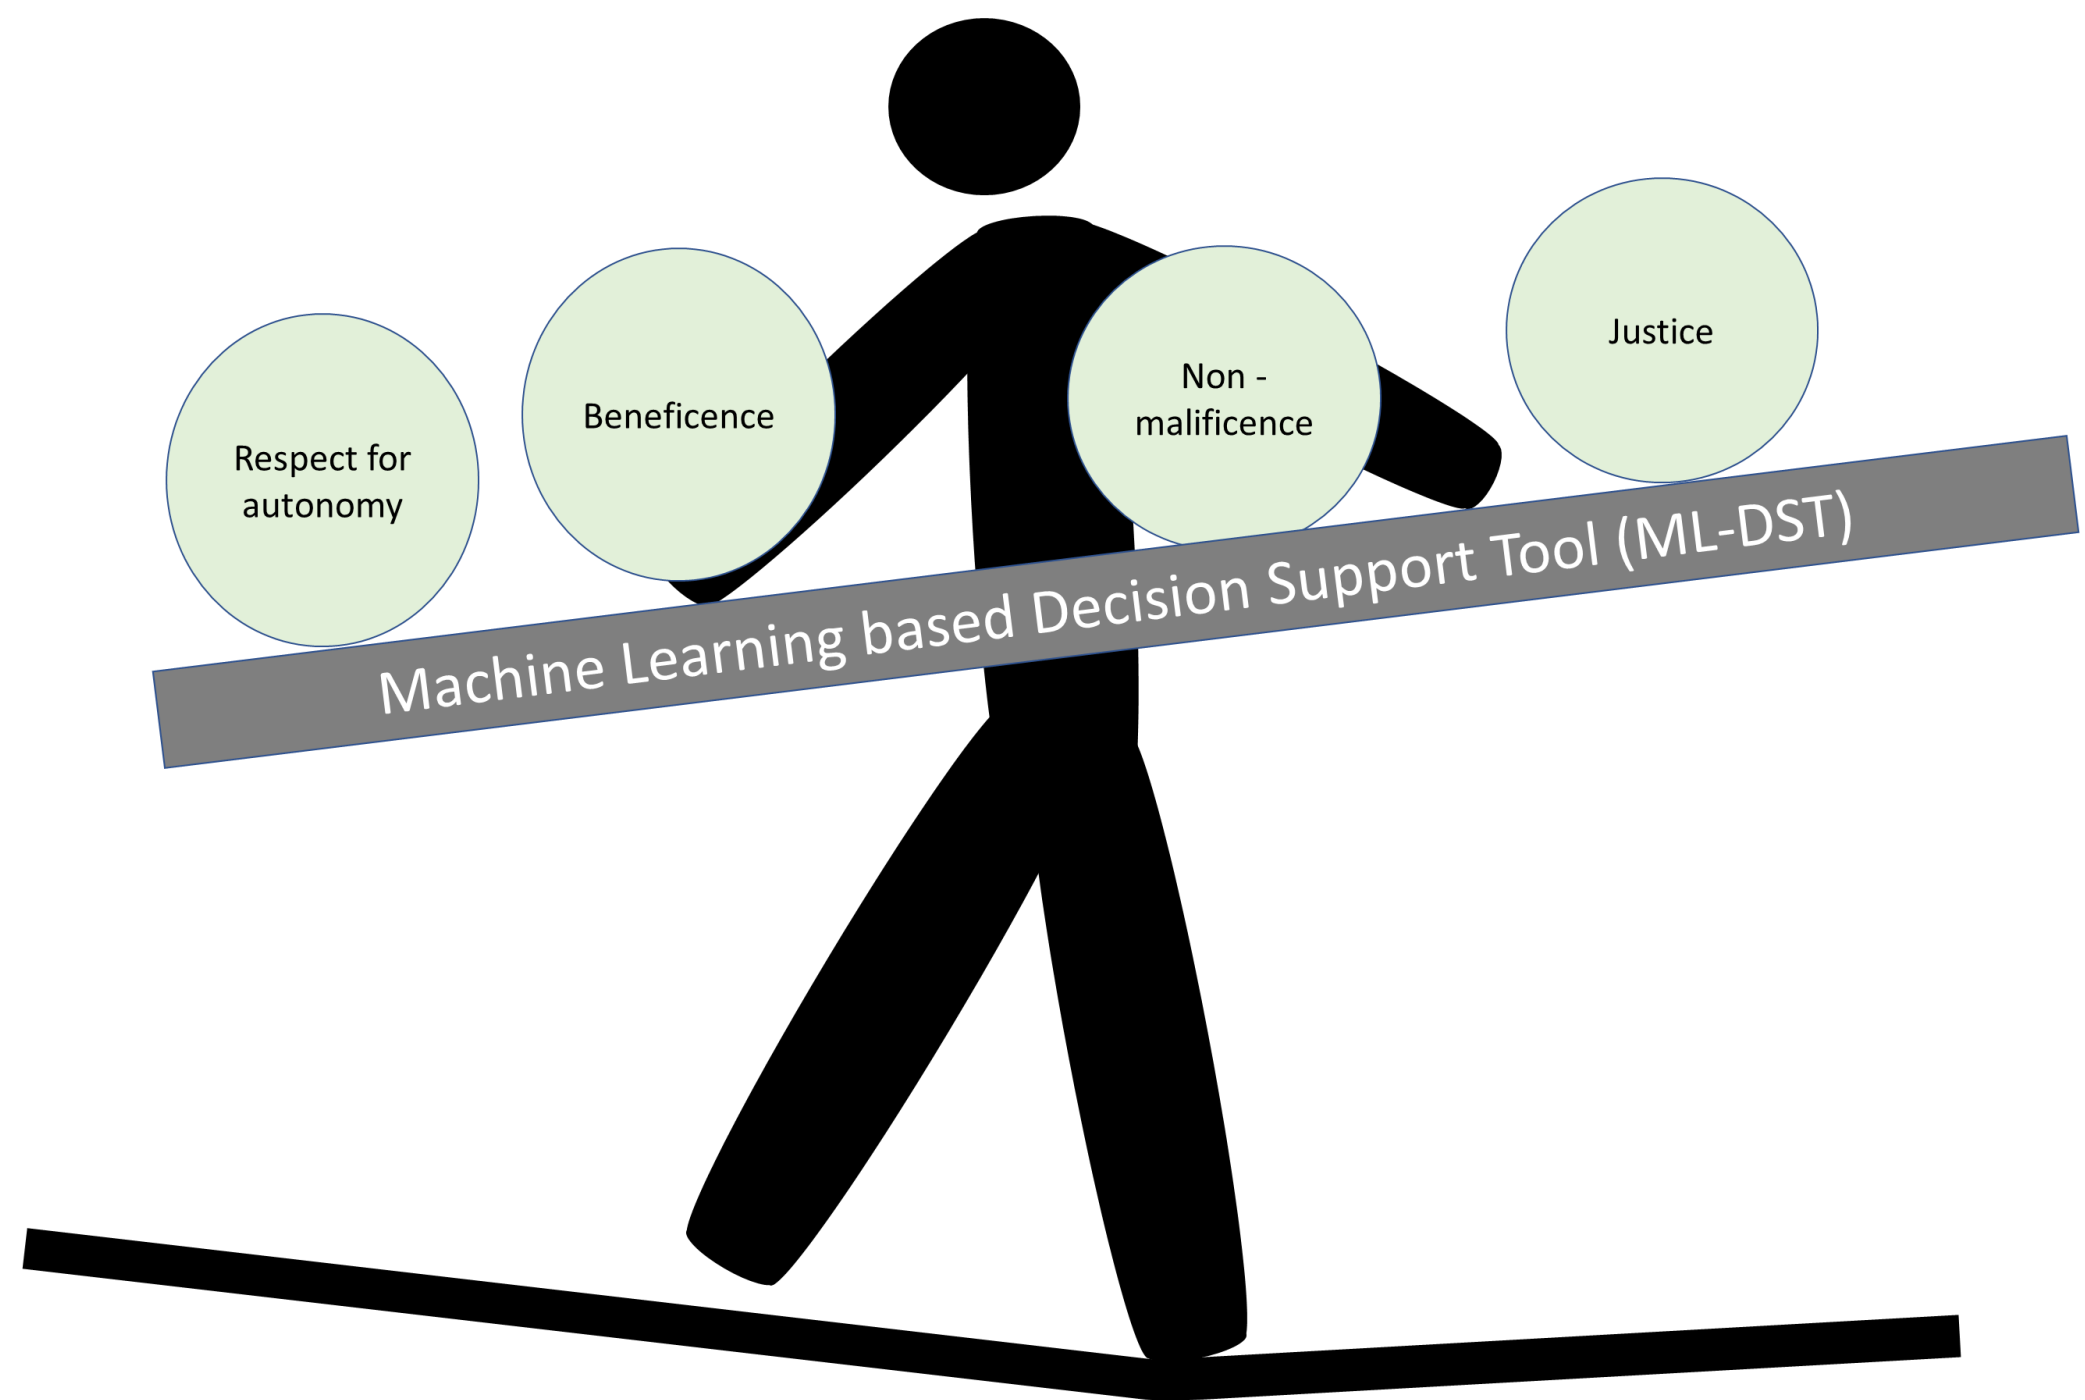 Respect for
autonomy
Beneficence
Non -
malificence
Justice
Machine Learning based Decision Support Tool (ML-DST)